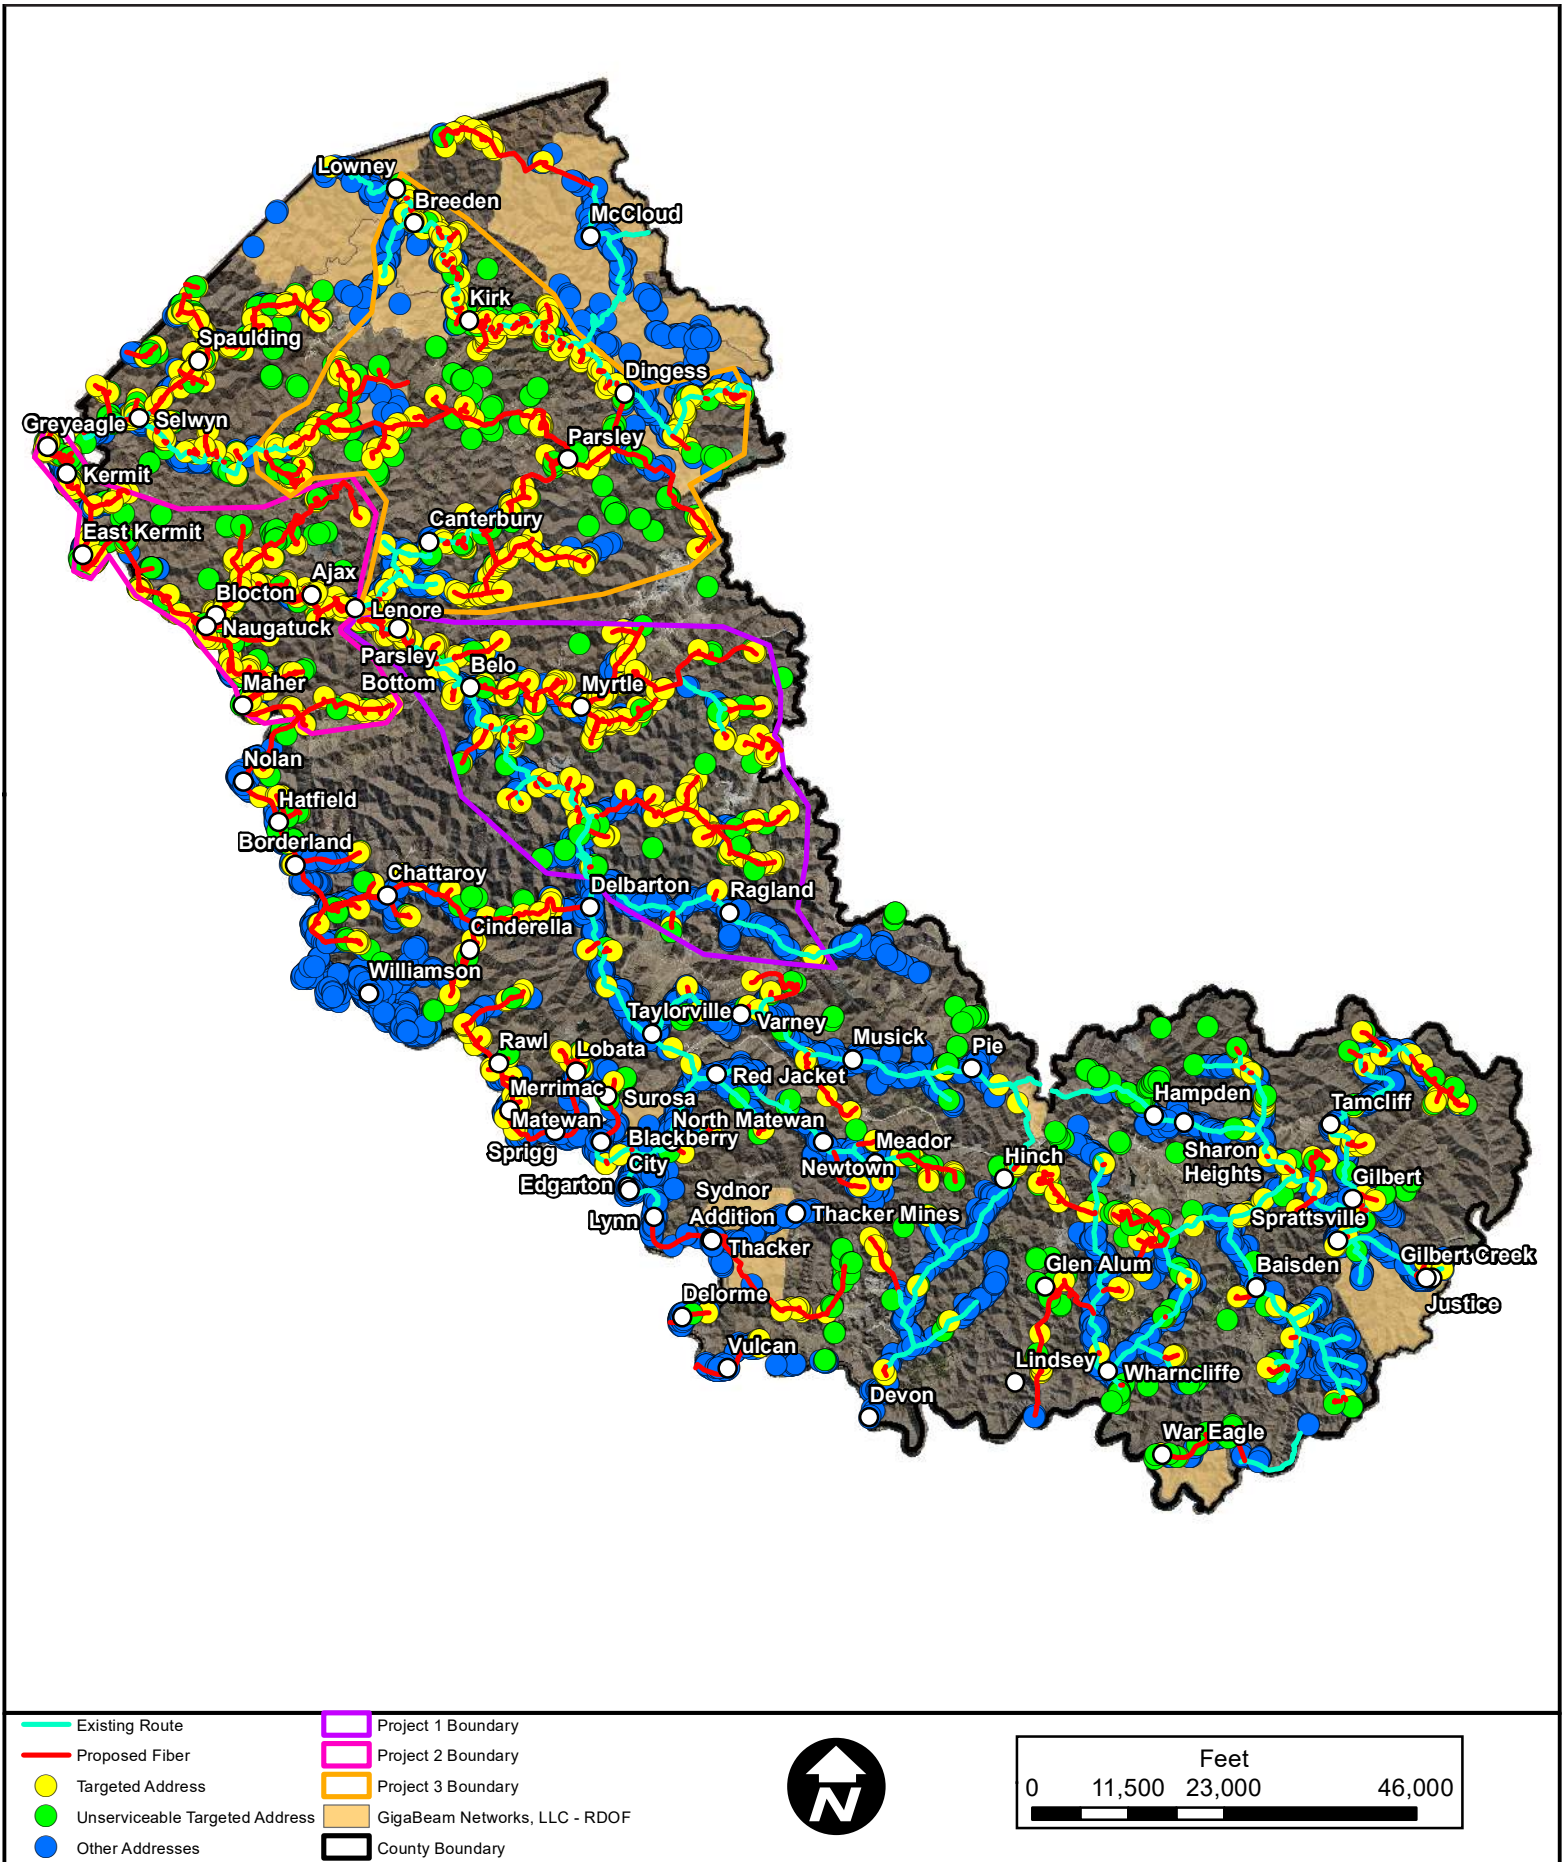 Lowney
Breeden
McCloud
Kirk
Spaulding
Dingess
Greyeagle
Selwyn
Parsley
Kermit
Canterbury
East Kermit
Ajax
Blocton
Lenore
Naugatuck
Parsley
Bottom
Belo
Maher
Myrtle
Nolan
Hatfield
Borderland
Chattaroy
Delbarton
Ragland
Cinderella
Williamson
Taylorville
Varney
Musick
Rawl
Lobata
Pie
Red Jacket
Merrimac
Surosa
Hampden
Tamcliff
Matewan
North Matewan
Sprigg
Blackberry
City
Meador
Newtown
Hinch
Sharon
Heights
Gilbert
Edgarton
Sydnor
Addition
Lynn
Thacker Mines
Sprattsville
Thacker
Glen Alum
Baisden
Gilbert Creek
Justice
Delorme
Vulcan
Lindsey
Wharncliffe
Devon
War Eagle
Existing Route
Proposed Fiber
Targeted Address
Unserviceable Targeted Address
Other Addresses
Project 1 Boundary
Project 2 Boundary
Project 3 Boundary
GigaBeam Networks, LLC - RDOF
County Boundary
N
Feet
0 11,500 23,000 46,000